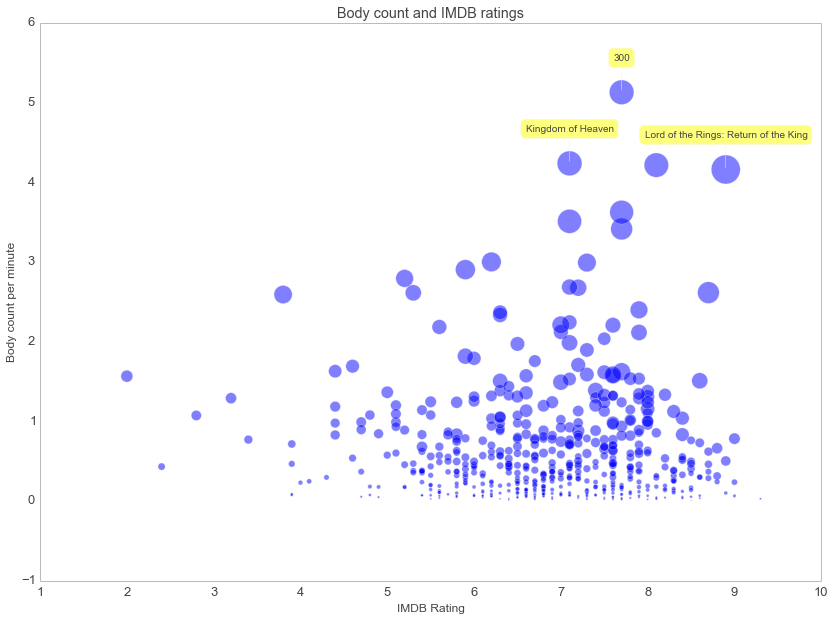 Body count and IMDB ratings
6
300
5
Kingdom of Heaven
Lord of the Rings: Return of the King
4
3
Body count per minute
2
1
0
−1
1 2 3 4 5 6 7 8 9 10
IMDB Rating